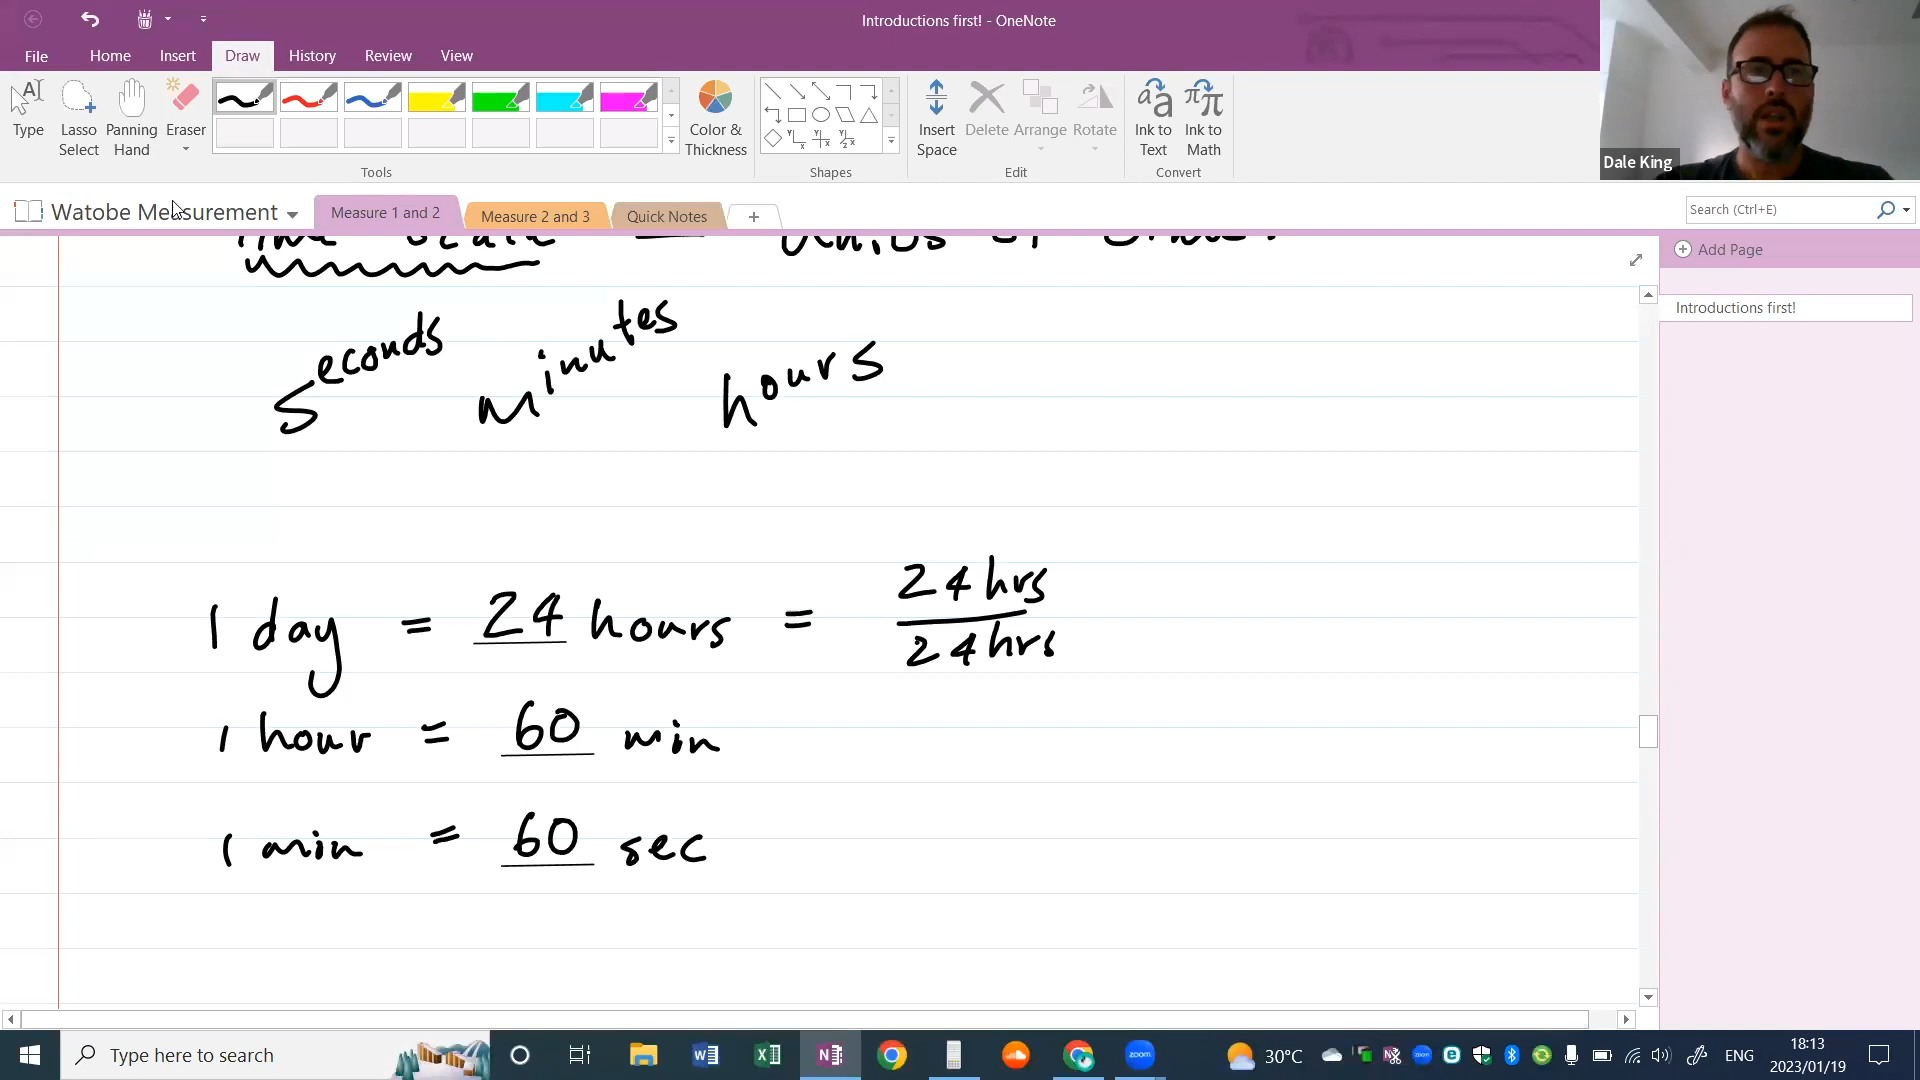 Introductions first! - OneNote
File Home Insert Draw History Review View
Type Lasso Select Panning Hand Eraser Color & Thickness Insert Space Delete Arrange Rotate Ink to Text Ink to Math
Tools Shapes Edit Convert
Dale King
Watobe Measurement Measure 1 and 2 Measure 2 and 3 Quick Notes + Search (Ctrl+E)
Add Page
Introductions first!
seconds minutes hours
1 day = 24 hours = 24 hrs
24 hrs
1 hour = 60 min
1 min = 60 sec
Type here to search zoom 30°C ENG 18:13
2023/01/19